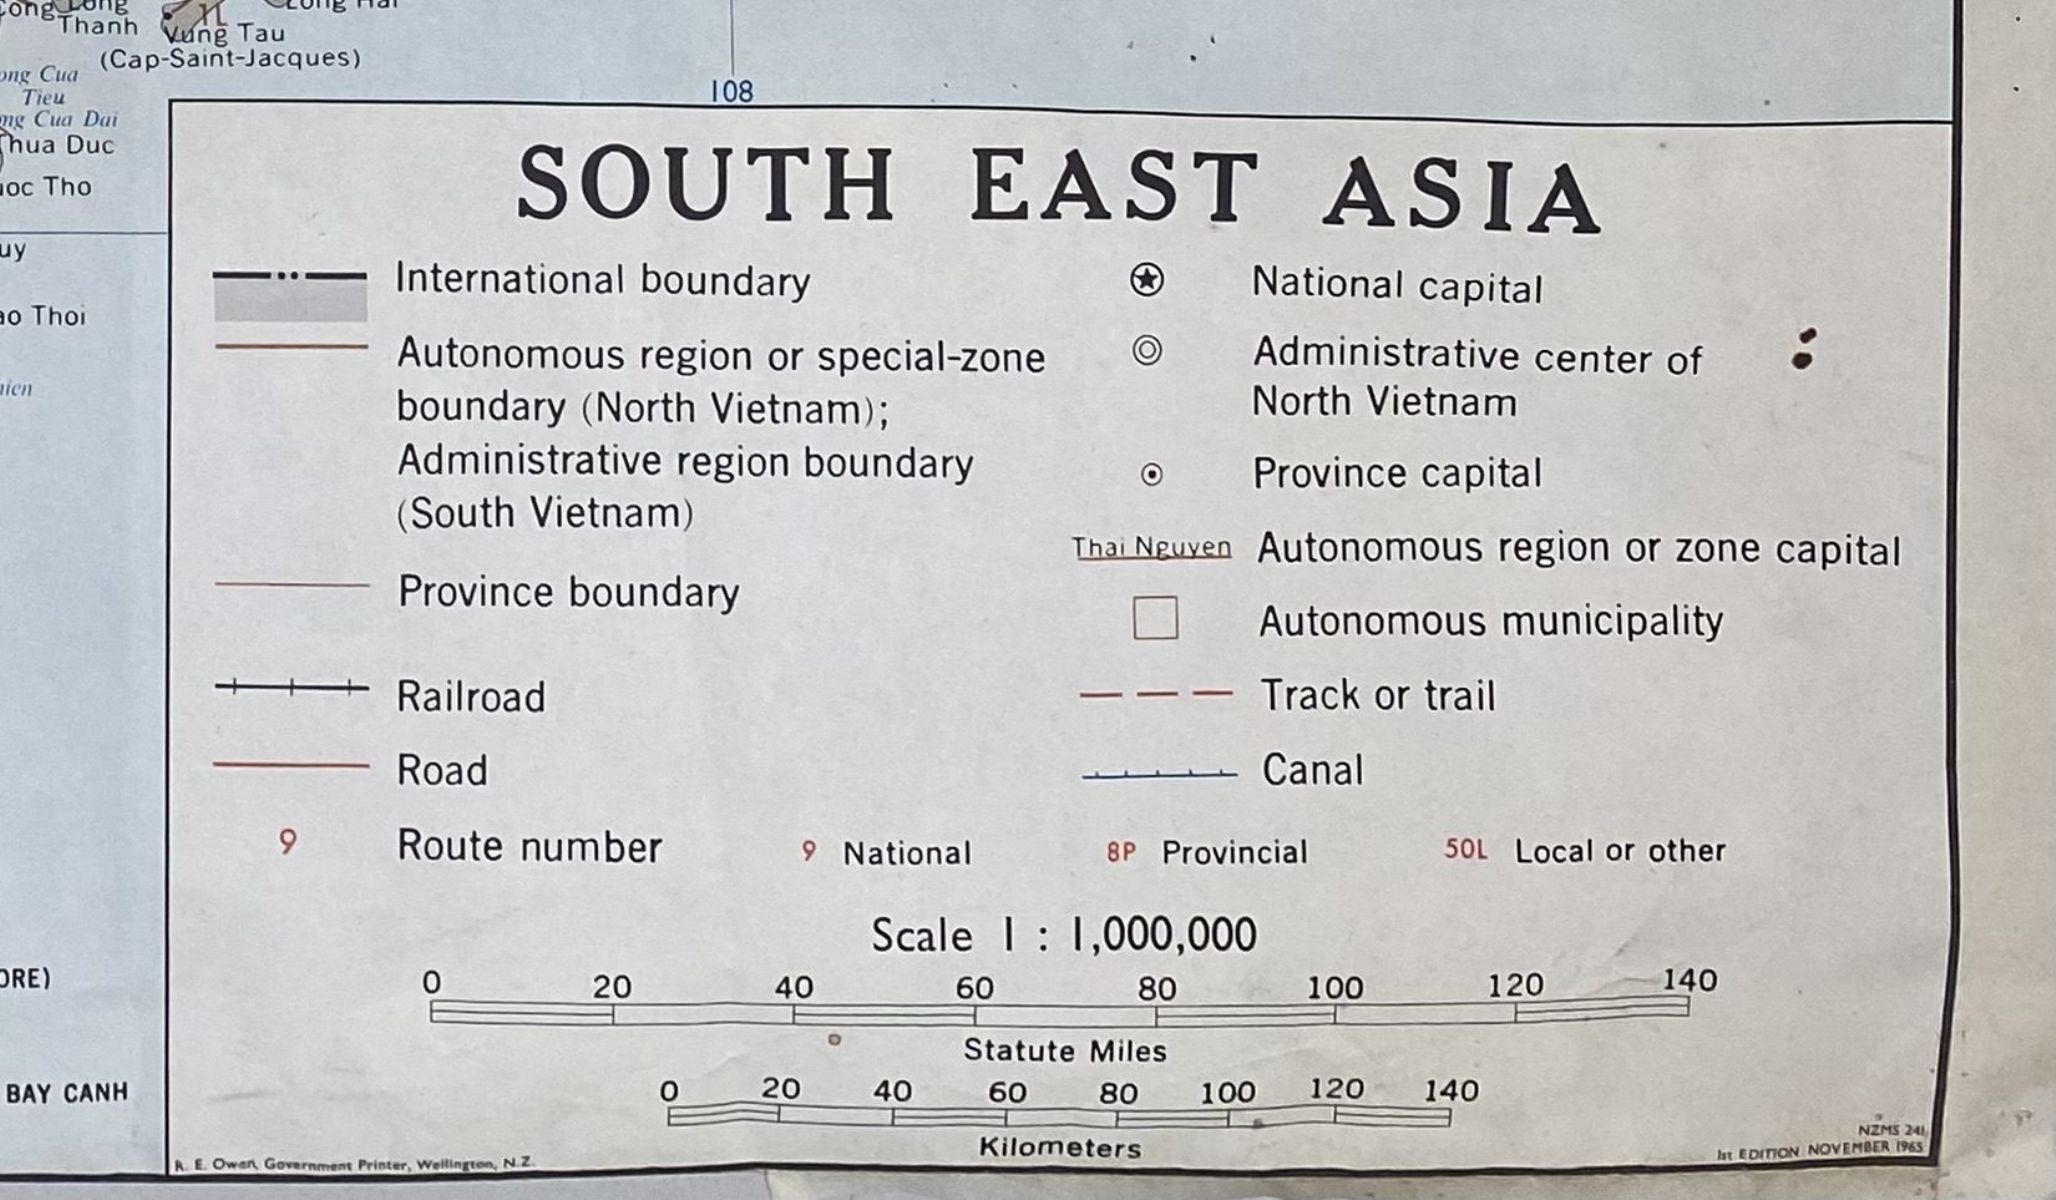 Long
Thanh
Vung Tau
(Cap-Saint-Jacques)
Cua
Tieu
Cua Dai
Thua Duc
Tho
Thoi
BAY CANH
108
SOUTH EAST ASIA
International boundary
Autonomous region or special-zone
boundary (North Vietnam);
Administrative region boundary
(South Vietnam)
Province boundary
Railroad
Road
9 Route number
National capital
Administrative center of
North Vietnam
Province capital
Thai Nguyen Autonomous region or zone capital
Autonomous municipality
Track or trail
Canal
9 National 8P Provincial 50L Local or other
Scale 1 : 1,000,000
0 20 40 60 80 100 120 140
Statute Miles
0 20 40 60 80 100 120 140
Kilometers
R. E. Owen, Government Printer, Wellington, N.Z.
NZMS 241
1st EDITION NOVEMBER 1965